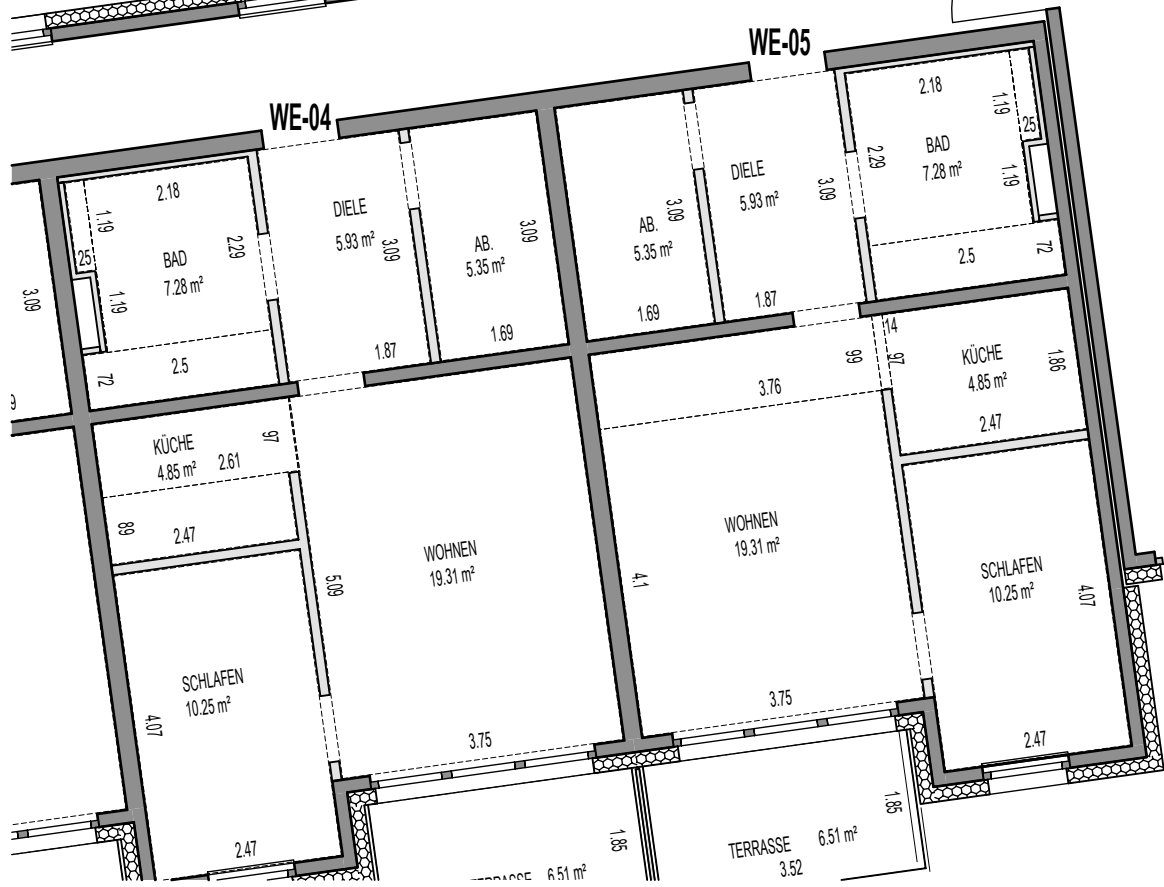 WE-05
WE-04
2.18
1.19
25
BAD
7.28 m²
1.19
2.29
2.5
72
DIELE
5.93 m²
3.09
1.87
AB.
5.35 m²
3.09
1.69
3.09
KÜCHE
4.85 m²
2.61
97
89
2.47
WOHNEN
19.31 m²
5.09
3.75
SCHLAFEN
10.25 m²
4.07
2.47
TERRASSE 6.51 m²
1.85
AB.
5.35 m²
3.09
1.69
DIELE
5.93 m²
3.09
1.87
2.18
1.19
25
BAD
7.28 m²
1.19
2.29
2.5
72
14
99
97
KÜCHE
4.85 m²
1.86
2.47
3.76
WOHNEN
19.31 m²
4.1
3.75
SCHLAFEN
10.25 m²
4.07
2.47
TERRASSE 6.51 m²
3.52
1.85
9